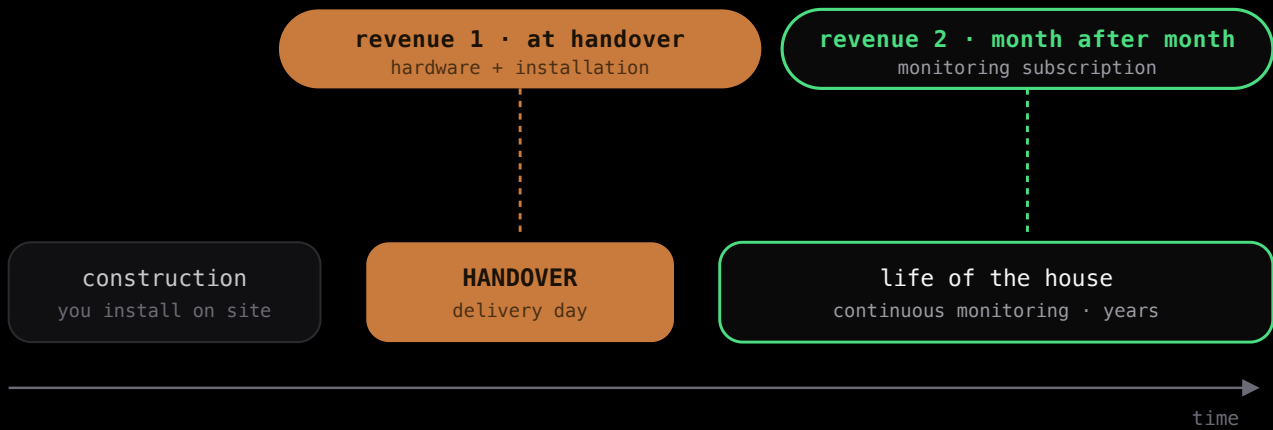 revenue 1 · at handover
hardware + installation
revenue 2 · month after month
monitoring subscription
construction
you install on site
HANDOVER
delivery day
life of the house
continuous monitoring · years
time